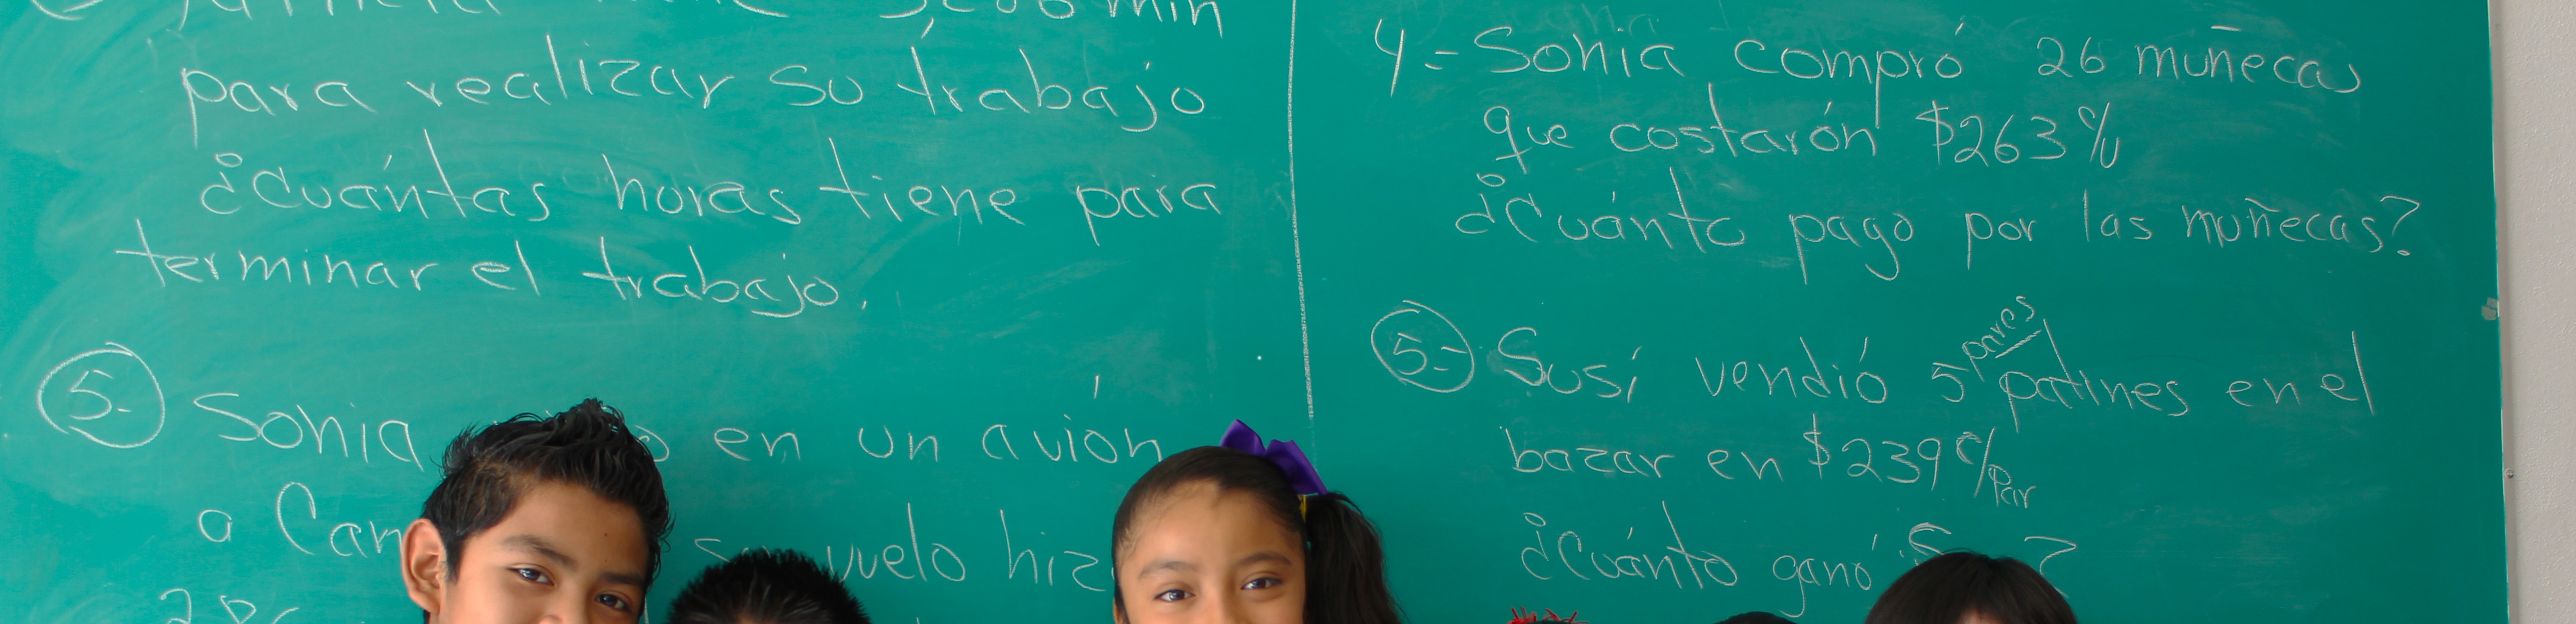 min
para realizar su trabajo
¿Cuántas horas tiene para
terminar el trabajo.
5- Sonia en un avión
a vuelo
4- Sonia compró 26 muñecas
que costarón $263 c/u
¿Cuánto pago por las muñecas?
5- Susí vendió 5 pares patines en el
bazar en $239 c/Par
¿Cuánto ganó ?